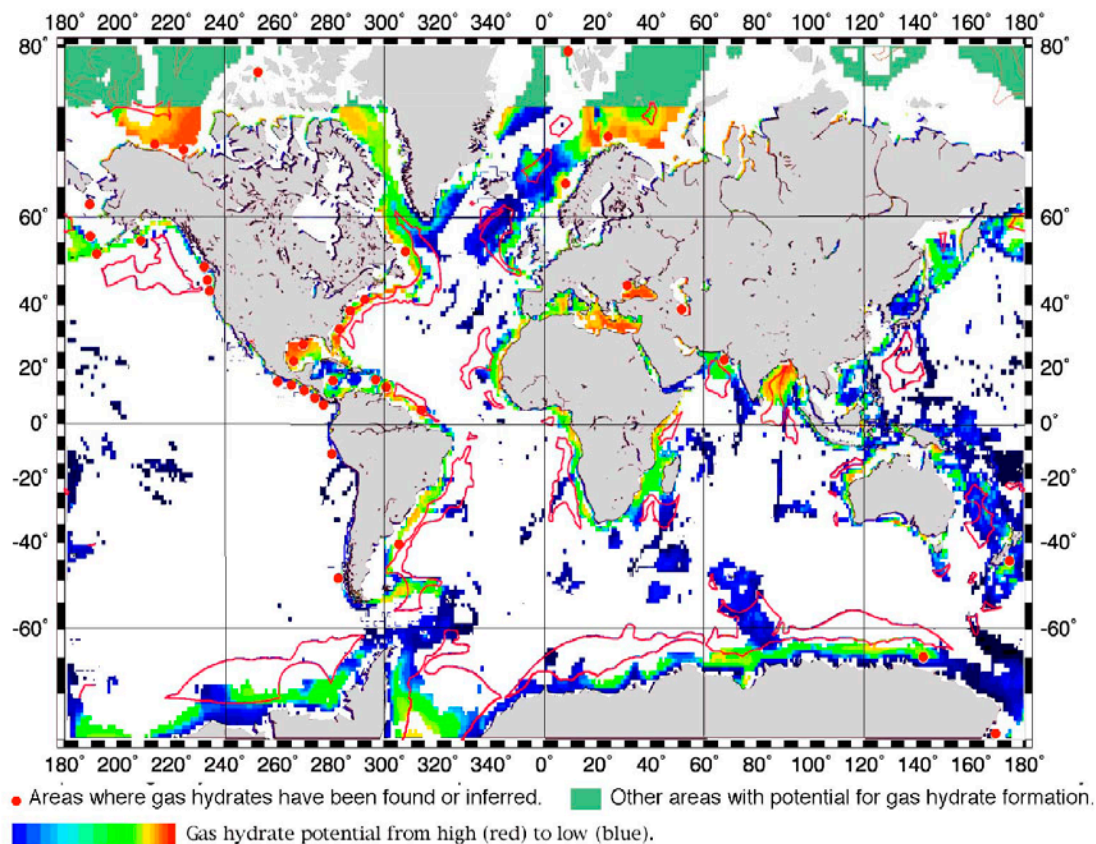 180° 200° 220° 240° 260° 280° 300° 320° 340° 0° 20° 40° 60° 80° 100° 120° 140° 160° 180°
80° 80°
60° 60°
40° 40°
20° 20°
0° 0°
-20° -20°
-40° -40°
-60° -60°
180° 200° 220° 240° 260° 280° 300° 320° 340° 0° 20° 40° 60° 80° 100° 120° 140° 160° 180°
Areas where gas hydrates have been found or inferred. Other areas with potential for gas hydrate formation.
Gas hydrate potential from high (red) to low (blue).